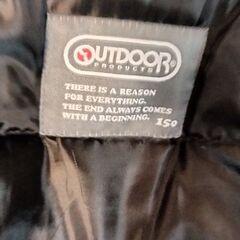 OUTDOOR
PRODUCTS
THERE IS A REASON
FOR EVERYTHING.
THE END ALWAYS COMES
WITH A BEGINNING. 150